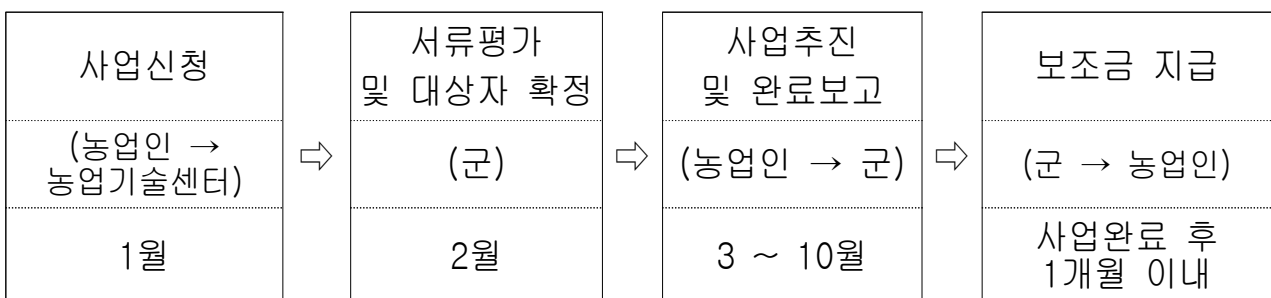 사업신청
(농업인 →
농업기술센터)
1월
⇨
서류평가
및 대상자 확정
(군)
2월
⇨
사업추진
및 완료보고
(농업인 → 군)
3 ~ 10월
⇨
보조금 지급
(군 → 농업인)
사업완료 후
1개월 이내